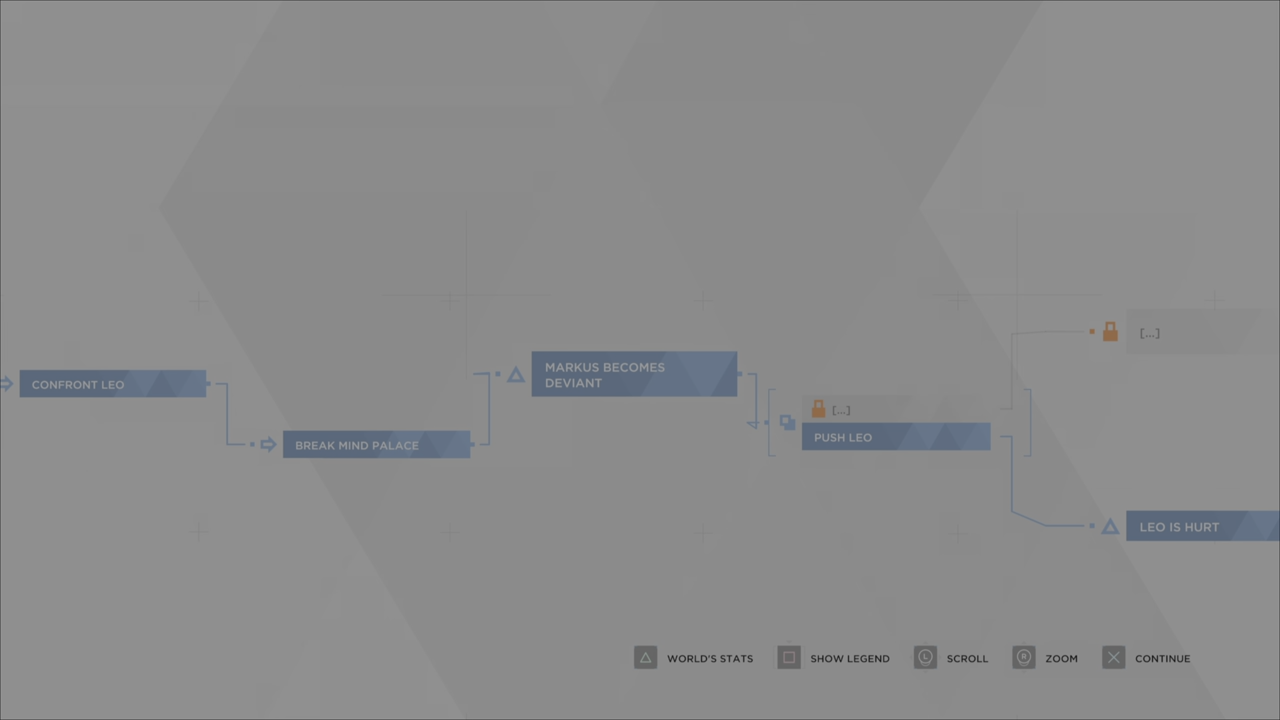 [...]
MARKUS BECOMES
DEVIANT
CONFRONT LEO
[...]
PUSH LEO
BREAK MIND PALACE
LEO IS HURT
WORLD'S STATS
SHOW LEGEND
L
SCROLL
R
ZOOM
CONTINUE